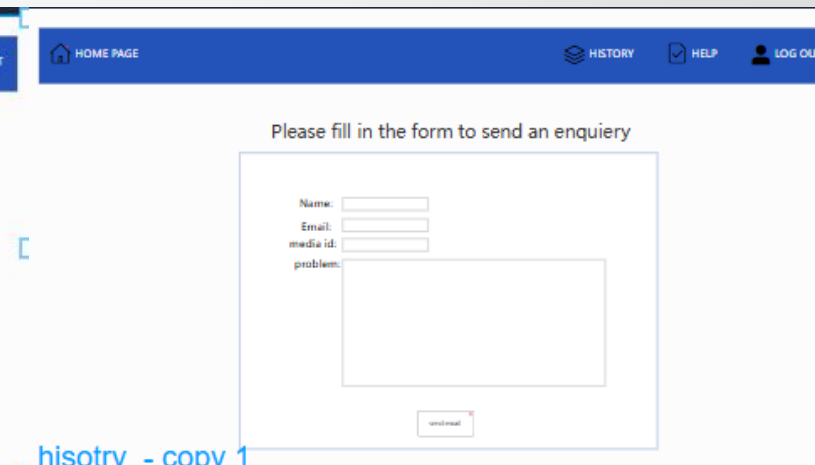 HOME PAGE
HISTORY
HELP
LOG OU
Please fill in the form to send an enquiery
Name:
Email:
media id:
problem:
send email
hisotry - copy 1